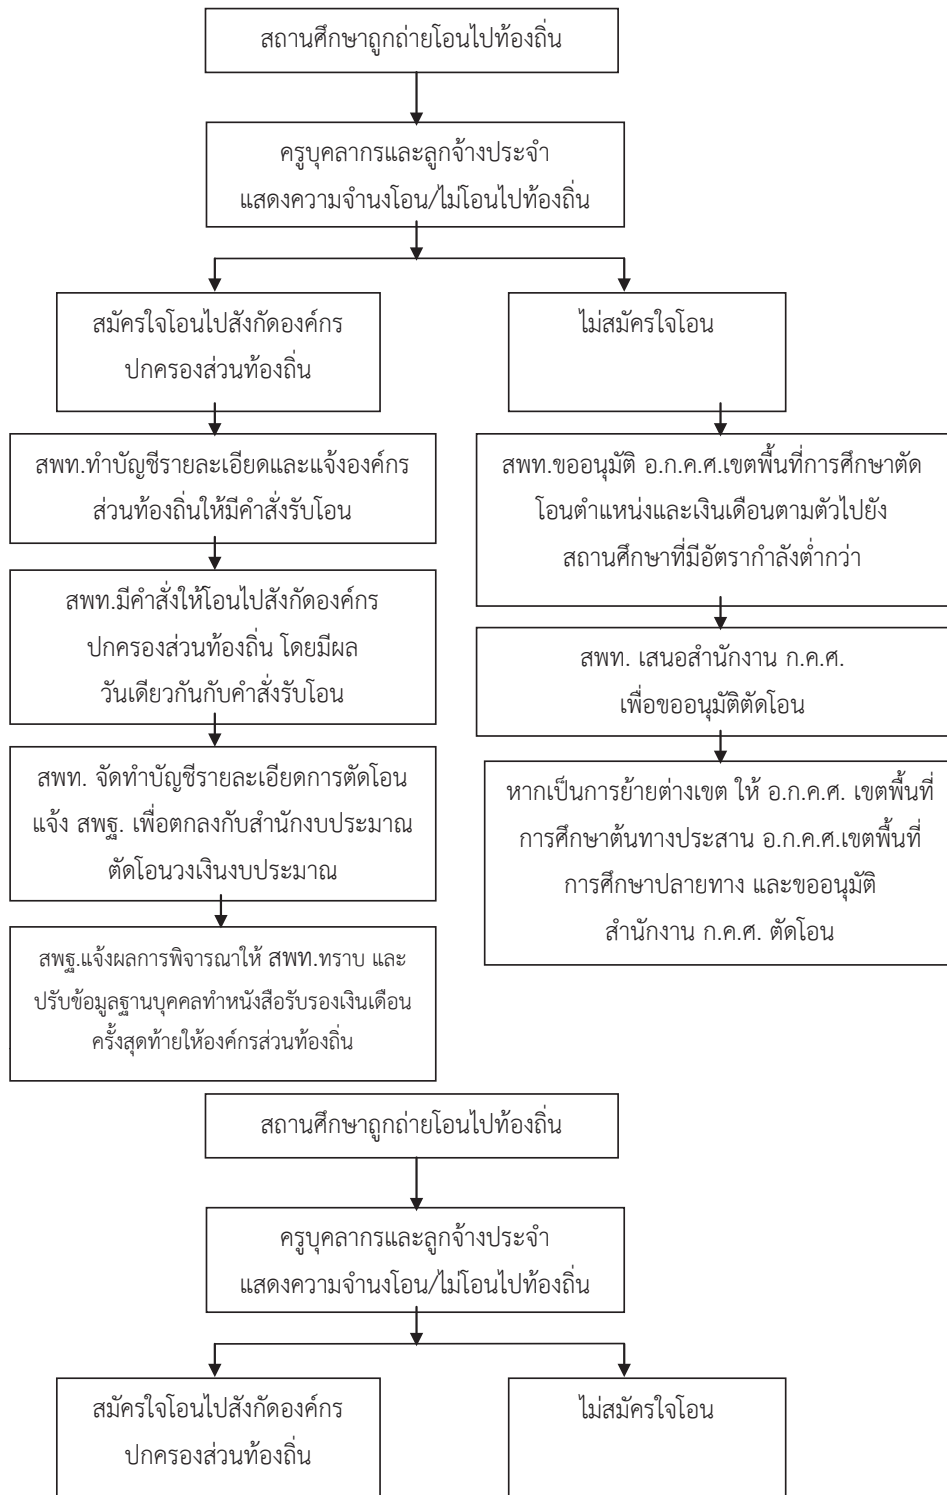 สถานศึกษาถูกถ่ายโอนไปท้องถิ่น
ครูบุคลากรและลูกจ้างประจำ
แสดงความจำนงโอน/ไม่โอนไปท้องถิ่น
สมัครใจโอนไปสังกัดองค์กร
ปกครองส่วนท้องถิ่น
ไม่สมัครใจโอน
สพท.ทำบัญชีรายละเอียดและแจ้งองค์กร
ส่วนท้องถิ่นให้มีคำสั่งรับโอน
สพท.มีคำสั่งให้โอนไปสังกัดองค์กร
ปกครองส่วนท้องถิ่น โดยมีผล
วันเดียวกันกับคำสั่งรับโอน
สพท. จัดทำบัญชีรายละเอียดการตัดโอน
แจ้ง สพฐ. เพื่อตกลงกับสำนักงบประมาณ
ตัดโอนวงเงินงบประมาณ
สพฐ.แจ้งผลการพิจารณาให้ สพท.ทราบ และ
ปรับข้อมูลฐานบุคคลทำหนังสือรับรองเงินเดือน
ครั้งสุดท้ายให้องค์กรส่วนท้องถิ่น
สพท.ขออนุมัติ อ.ก.ค.ศ.เขตพื้นที่การศึกษาตัด
โอนตำแหน่งและเงินเดือนตามตัวไปยัง
สถานศึกษาที่มีอัตรากำลังต่ำกว่า
สพท. เสนอสำนักงาน ก.ค.ศ.
เพื่อขออนุมัติตัดโอน
หากเป็นการย้ายต่างเขต ให้ อ.ก.ค.ศ. เขตพื้นที่
การศึกษาต้นทางประสาน อ.ก.ค.ศ.เขตพื้นที่
การศึกษาปลายทาง และขออนุมัติ
สำนักงาน ก.ค.ศ. ตัดโอน
สถานศึกษาถูกถ่ายโอนไปท้องถิ่น
ครูบุคลากรและลูกจ้างประจำ
แสดงความจำนงโอน/ไม่โอนไปท้องถิ่น
สมัครใจโอนไปสังกัดองค์กร
ปกครองส่วนท้องถิ่น
ไม่สมัครใจโอน